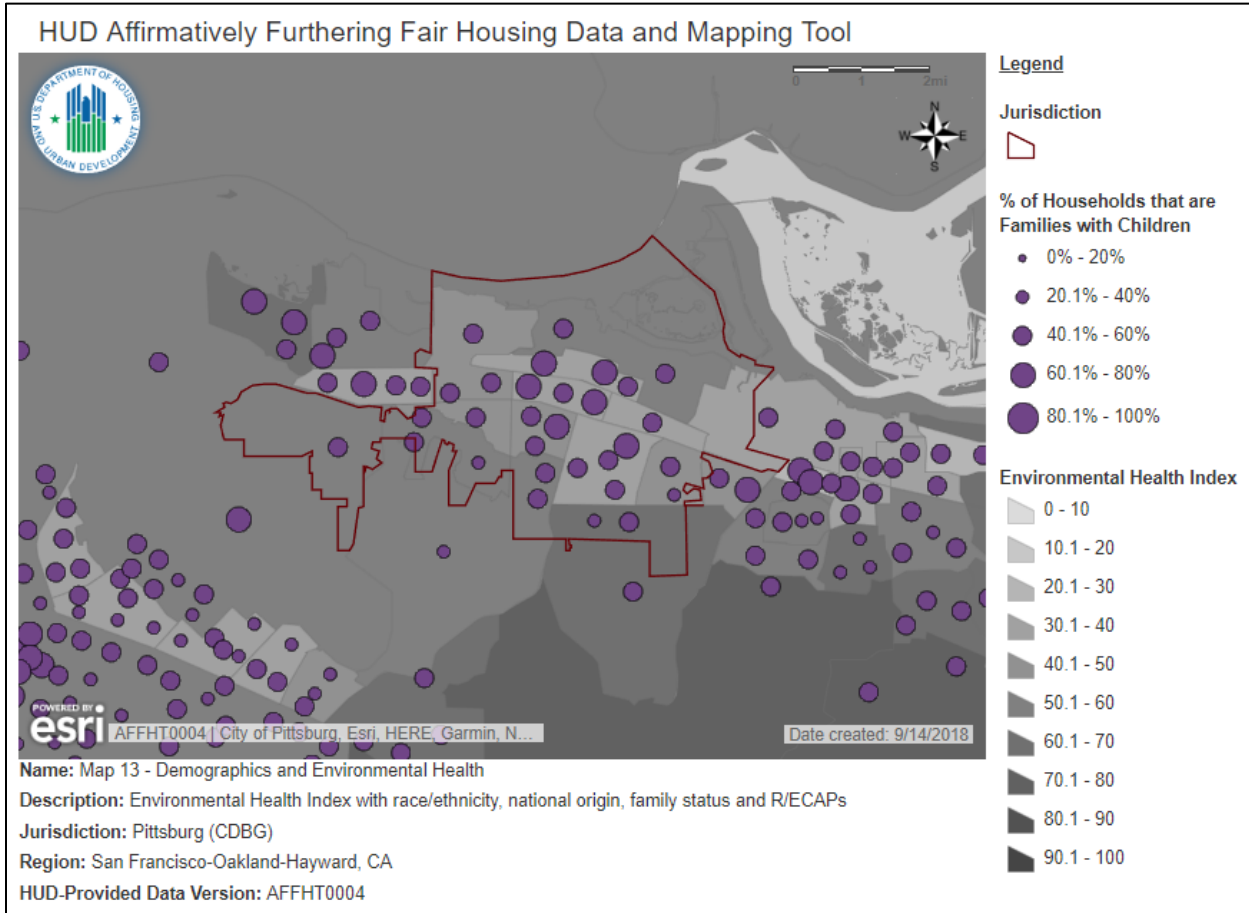 HUD Affirmatively Furthering Fair Housing Data and Mapping Tool
U.S. DEPARTMENT OF HOUSING
AND URBAN DEVELOPMENT
0 1 2mi
N
W E
S
POWERED BY
esri
AFFHT0004 | City of Pittsburg, Esri, HERE, Garmin, N...
Date created: 9/14/2018
Legend
Jurisdiction
% of Households that are
Families with Children
0% - 20%
20.1% - 40%
40.1% - 60%
60.1% - 80%
80.1% - 100%
Environmental Health Index
0 - 10
10.1 - 20
20.1 - 30
30.1 - 40
40.1 - 50
50.1 - 60
60.1 - 70
70.1 - 80
80.1 - 90
90.1 - 100
Name: Map 13 - Demographics and Environmental Health
Description: Environmental Health Index with race/ethnicity, national origin, family status and R/ECAPs
Jurisdiction: Pittsburg (CDBG)
Region: San Francisco-Oakland-Hayward, CA
HUD-Provided Data Version: AFFHT0004